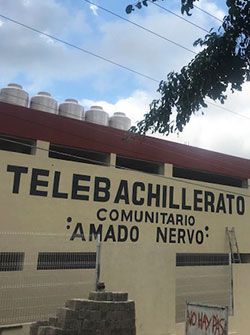 TELEBACHILLERATO
COMUNITARIO
:AMADO NERVO:
NO HAY PAS